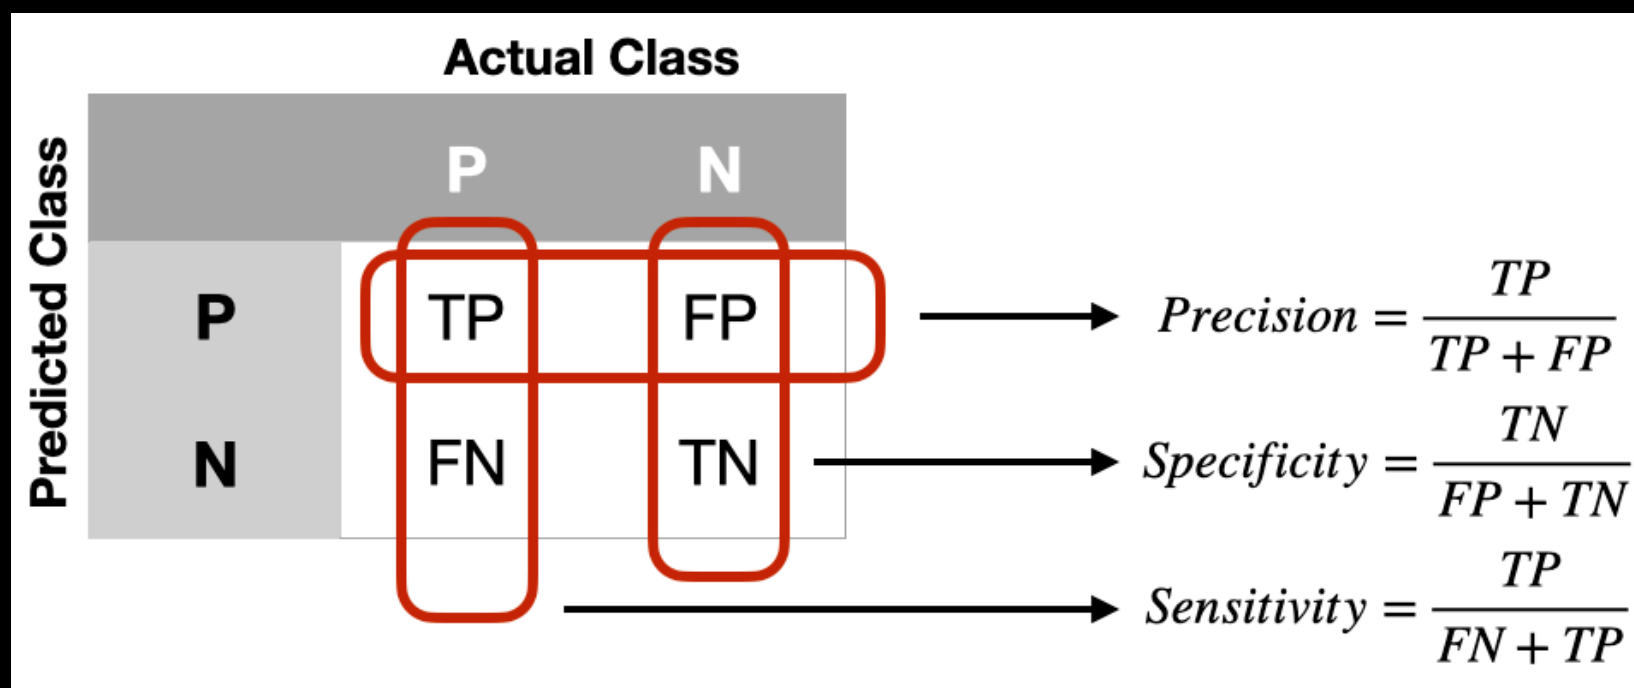 Actual Class
Predicted Class
P N
P TP FP
N FN TN
Precision = TP / TP + FP
Specificity = TN / FP + TN
Sensitivity = TP / FN + TP